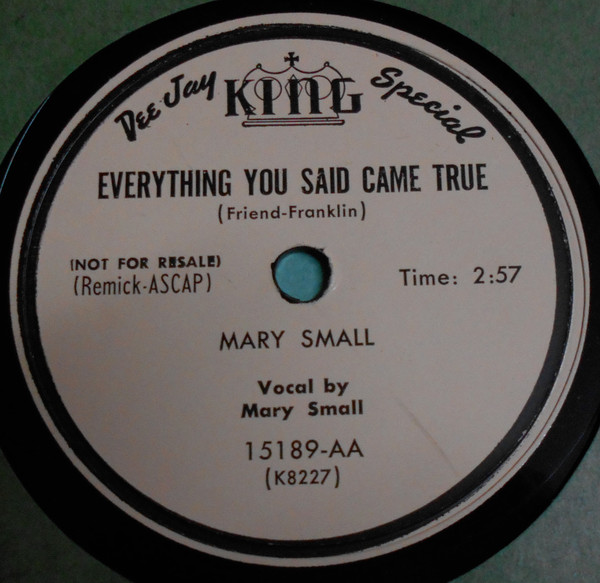 Dee Jay KING Special
EVERYTHING YOU SAID CAME TRUE
(Friend-Franklin)
(NOT FOR RESALE)
(Remick-ASCAP)
Time: 2:57
MARY SMALL
Vocal by
Mary Small
15189-AA
(K8227)